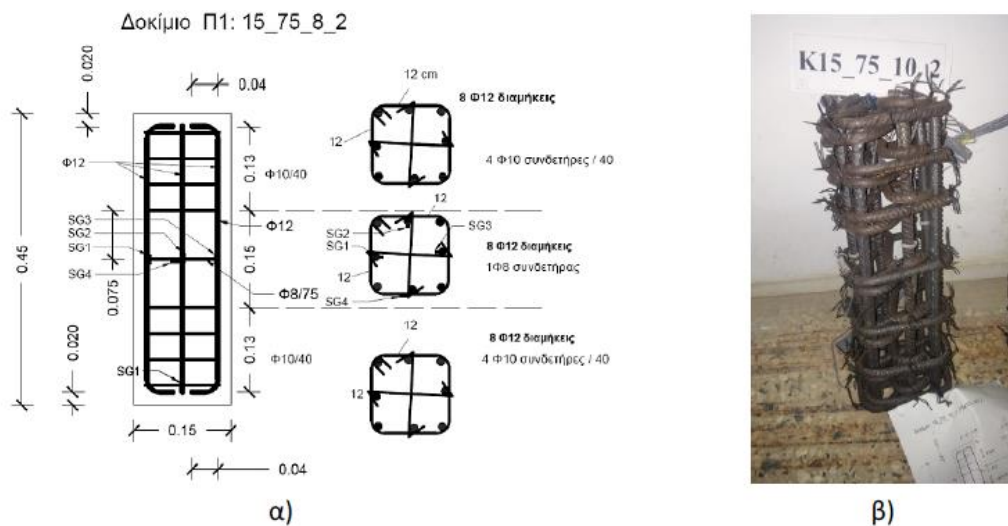 Δοκίμιο Π1: 15_75_8_2
0.020
0.04
0.45
Φ12
0.13
Φ10/40
SG3
SG2
SG1
SG4
Φ12
0.15
0.075
Φ8/75
0.020
0.13
Φ10/40
SG1
0.15
0.04
12 cm
8 Φ12 διαμήκεις
12
4 Φ10 συνδετήρες / 40
12
SG2
SG3
SG1
8 Φ12 διαμήκεις
12
1Φ8 συνδετήρας
SG4
12
8 Φ12 διαμήκεις
4 Φ10 συνδετήρες / 40
12
α)
K15_75_10_2
β)